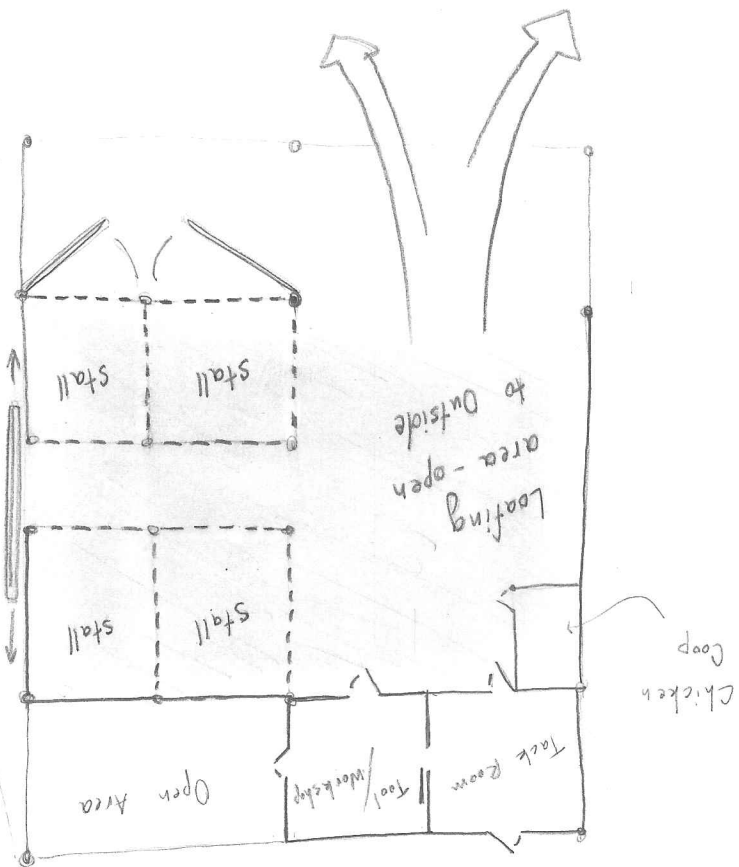 Tack Room
Tool/
Workshop
Open Area
Chicken
Coop
stall
stall
Loafing
area - open
to Outside
stall
stall